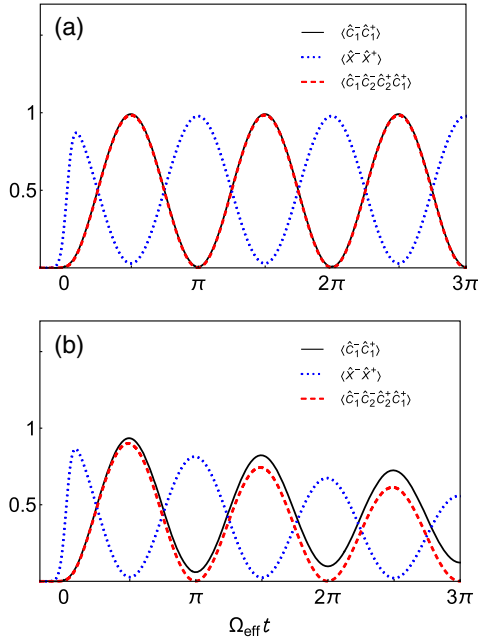 (a)
⟨Ĉ₁⁻Ĉ₁⁺⟩
⟨X̂⁻X̂⁺⟩
⟨Ĉ₁⁻Ĉ₂⁻Ĉ₂⁺Ĉ₁⁺⟩
1
0.5
0 π 2π 3π
(b)
⟨Ĉ₁⁻Ĉ₁⁺⟩
⟨X̂⁻X̂⁺⟩
⟨Ĉ₁⁻Ĉ₂⁻Ĉ₂⁺Ĉ₁⁺⟩
1
0.5
0 π 2π 3π
Ω_eff t